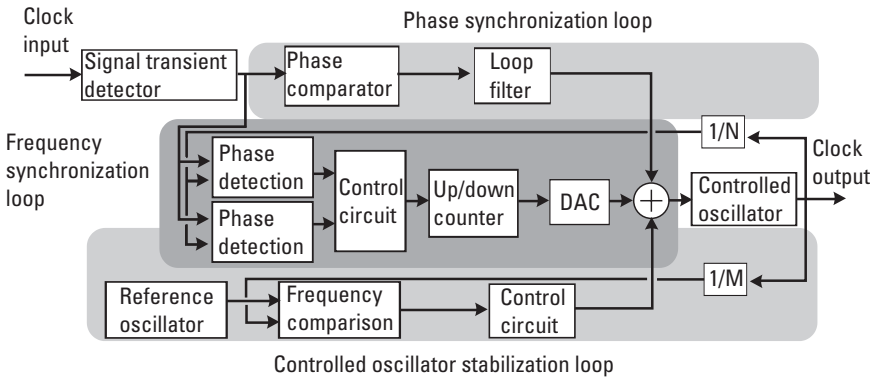 Clock
input
Phase synchronization loop
Signal transient
detector
Phase
comparator
Loop
filter
Frequency
synchronization
loop
1/N
Phase
detection
Phase
detection
Control
circuit
Up/down
counter
DAC
+
Controlled
oscillator
Clock
output
1/M
Reference
oscillator
Frequency
comparison
Control
circuit
Controlled oscillator stabilization loop